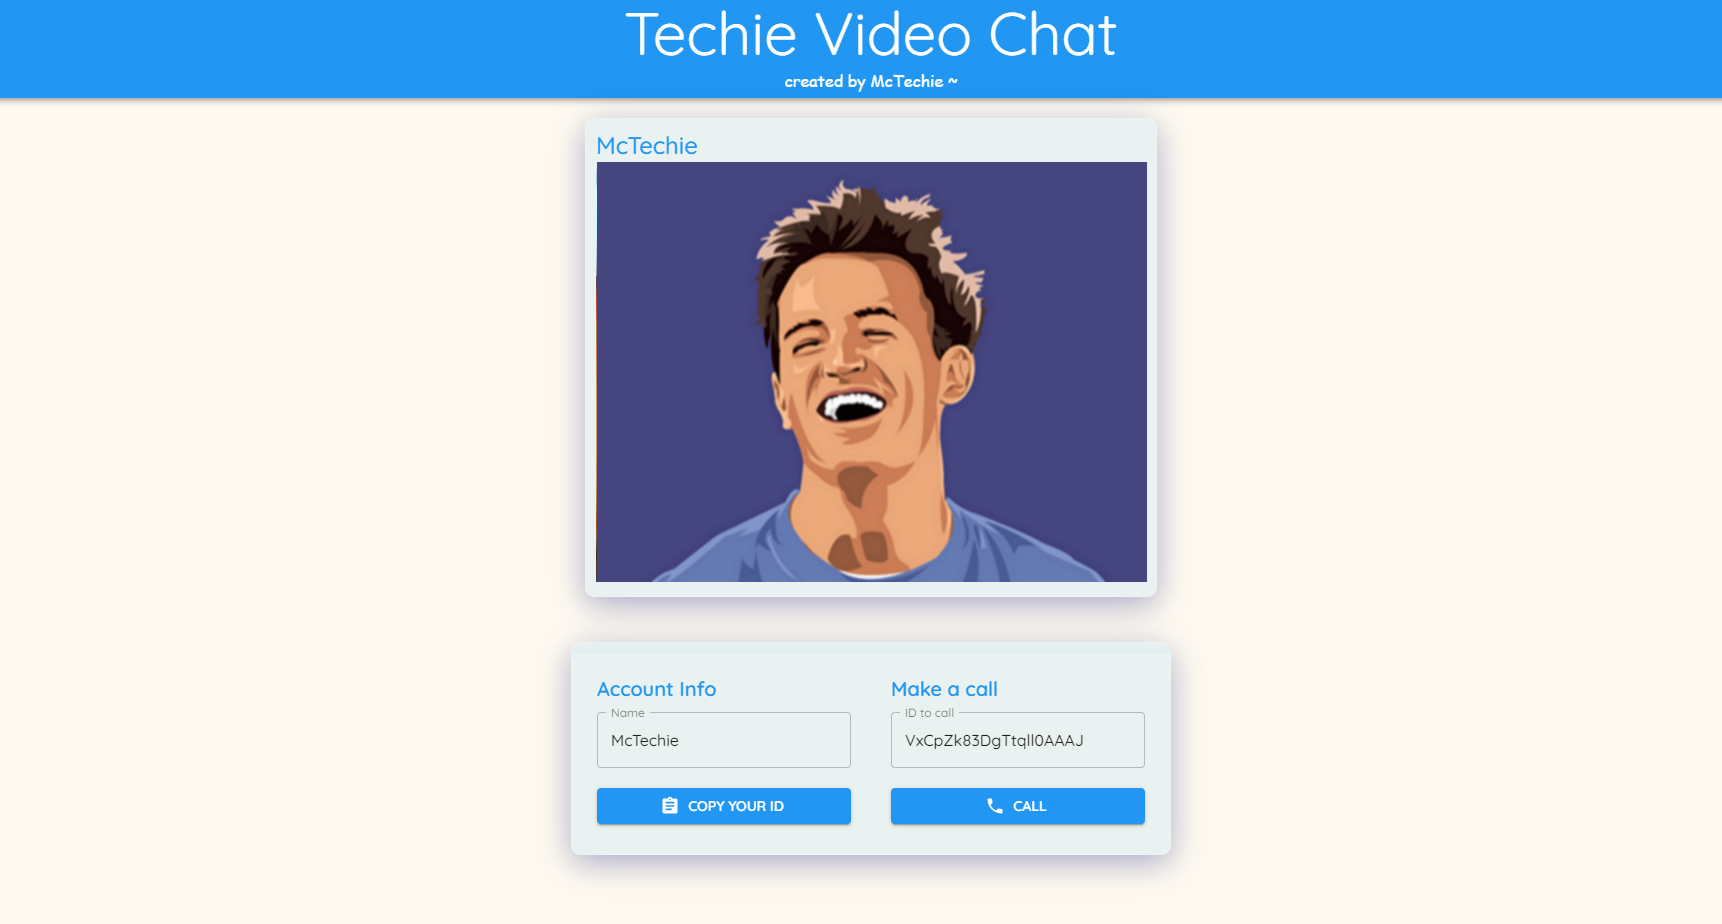 Techie Video Chat
created by McTechie ~
McTechie
Account Info
Name
McTechie
COPY YOUR ID
Make a call
ID to call
VxCpZk83DgTtqll0AAAJ
CALL